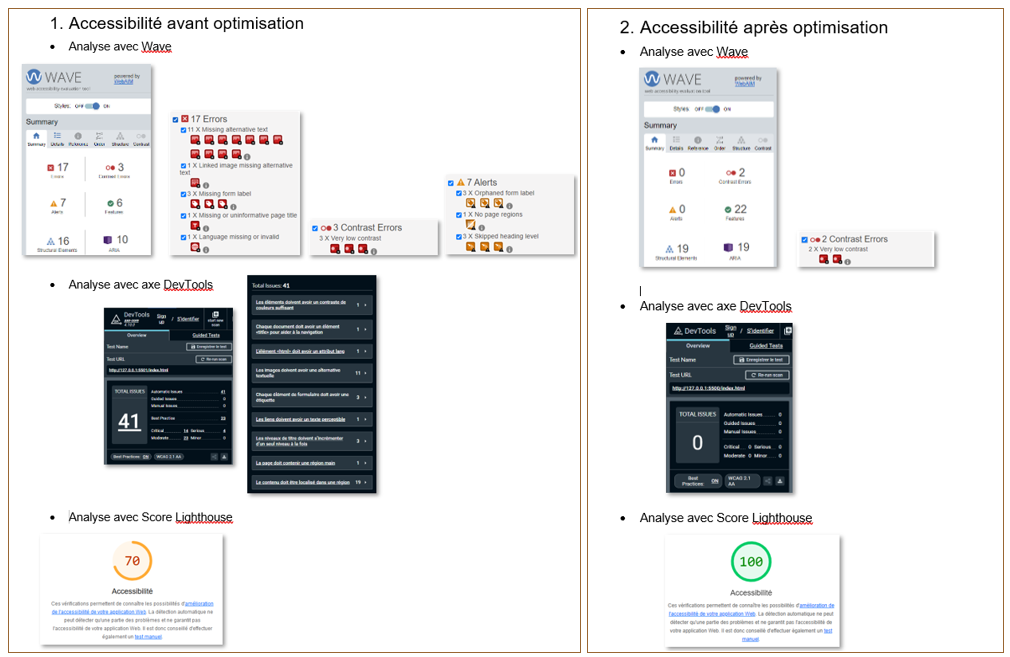 1. Accessibilité avant optimisation
• Analyse avec Wave
WAVE
powered by
WebAIM
web accessibility evaluation tool
Styles: OFF ON
Summary
Summary Details Reference Order Structure Contrast
17 3
Errors Contrast Errors
7 6
Alerts Features
16 10
Structural Elements ARIA
17 Errors
11 X Missing alternative text
1 X Linked image missing alternative
text
3 X Missing form label
1 X Missing or uninformative page title
1 X Language missing or invalid
3 Contrast Errors
3 X Very low contrast
7 Alerts
3 X Orphaned form label
1 X No page regions
3 X Skipped heading level
• Analyse avec axe DevTools
DevTools
Sign up / S'identifier
START NEW SCAN
Overview Guided Tests
Test Name Enregistrer le test
Test URL Re-run scan
http://127.0.0.1:5501/index.html
TOTAL ISSUES
41
Automatic Issues 41
Guided Issues 0
Manual Issues 0
Best Practice
Critical 14 Serious 4
Moderate Minor 0
Best Practices: ON WCAG 2.1 AA
Total Issues: 41
Les éléments doivent avoir un contraste de
couleurs suffisant 1
Chaque document doit avoir un élément
<title> pour aider à la navigation 1
L'élément <html> doit avoir un attribut lang 1
Les images doivent avoir une alternative
textuelle 11
Chaque élément de formulaire doit avoir une
étiquette 3
Les liens doivent avoir un texte perceptible 1
Les niveaux de titre doivent s'incrémenter
d'un seul niveau à la fois 3
La page doit contenir une région main 1
Le contenu doit être localisé dans une région 19
• Analyse avec Score Lighthouse
70
Accessibilité
Ces vérifications permettent de connaître les possibilités d'amélioration
de l'accessibilité de votre application Web. La détection automatique ne
peut détecter qu'une partie des problèmes et ne garantit pas
l'accessibilité de votre application Web. Il est donc conseillé d'effectuer
également un test manuel.
2. Accessibilité après optimisation
• Analyse avec Wave
WAVE
powered by
WebAIM
web accessibility evaluation tool
Styles: OFF ON
Summary
Summary Details Reference Order Structure Contrast
0 2
Errors Contrast Errors
0 22
Alerts Features
19 19
Structural Elements ARIA
2 Contrast Errors
2 X Very low contrast
• Analyse avec axe DevTools
DevTools
Sign up / S'identifier
Overview Guided Tests
Test Name Enregistrer le test
Test URL Re-run scan
http://127.0.0.1:5500/index.html
TOTAL ISSUES
0
Automatic Issues 0
Guided Issues 0
Manual Issues 0
Critical 0 Serious 0
Moderate 0 Minor 0
Best Practices: ON WCAG 2.1 AA
• Analyse avec Score Lighthouse
100
Accessibilité
Ces vérifications permettent de connaître les possibilités d'amélioration
de l'accessibilité de votre application Web. La détection automatique ne peut
détecter qu'une partie des problèmes et ne garantit pas l'accessibilité de
votre application Web. Il est donc conseillé d'effectuer également un test
manuel.